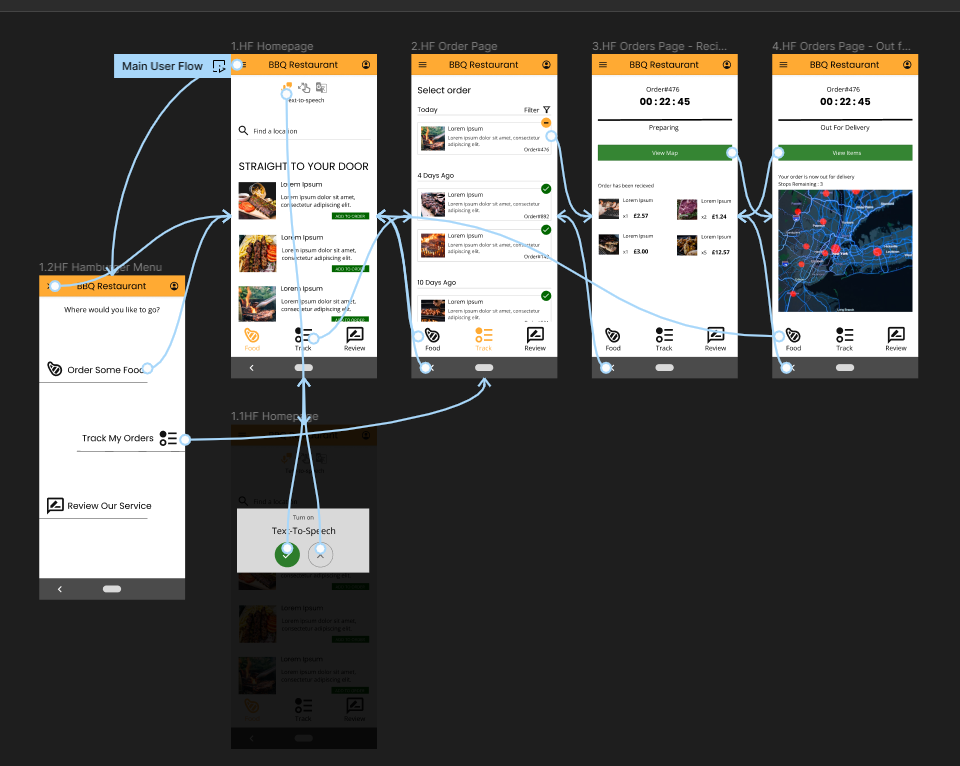 1.HF Homepage
2.HF Order Page
3.HF Orders Page - Reci...
4.HF Orders Page - Out f...
Main User Flow
BBQ Restaurant
Text-to-speech
Find a location
STRAIGHT TO YOUR DOOR
Lorem Ipsum
Lorem ipsum dolor sit amet,
consectetur adipiscing elit.
ADD TO ORDER
Lorem Ipsum
Lorem ipsum dolor sit amet,
consectetur adipiscing elit.
ADD TO ORDER
Lorem Ipsum
Lorem ipsum dolor sit amet,
consectetur adipiscing elit.
ADD TO ORDER
Food
Track
Review
BBQ Restaurant
Select order
Today
Filter
Lorem Ipsum
Lorem ipsum dolor sit amet, consectetur
adipiscing elit.
Order#476
4 Days Ago
Lorem Ipsum
Lorem ipsum dolor sit amet, consectetur
adipiscing elit.
Lorem Ipsum
Lorem ipsum dolor sit amet, consectetur
adipiscing elit.
10 Days Ago
Lorem Ipsum
Lorem ipsum dolor sit amet, consectetur
adipiscing elit.
Food
Track
Review
BBQ Restaurant
Order#476
00 : 22 : 45
Preparing
View Map
Order has been recieved
Lorem Ipsum
x1 £2.57
Lorem Ipsum
x2 £1.24
Lorem Ipsum
x1 £3.00
Lorem Ipsum
x5 £12.57
Food
Track
Review
BBQ Restaurant
Order#476
00 : 22 : 45
Out For Delivery
View Items
Your order is now out for delivery
Stops Remaining : 3
Food
Track
Review
1.2HF Hamburger Menu
BBQ Restaurant
Where would you like to go?
Order Some Food
Track My Orders
Review Our Service
1.1HF Homepage
BBQ Restaurant
Find a location
Turn on
Text-To-Speech
Lorem Ipsum
Lorem ipsum dolor sit amet,
consectetur adipiscing elit.
Lorem Ipsum
Lorem ipsum dolor sit amet,
consectetur adipiscing elit.
Track
Review